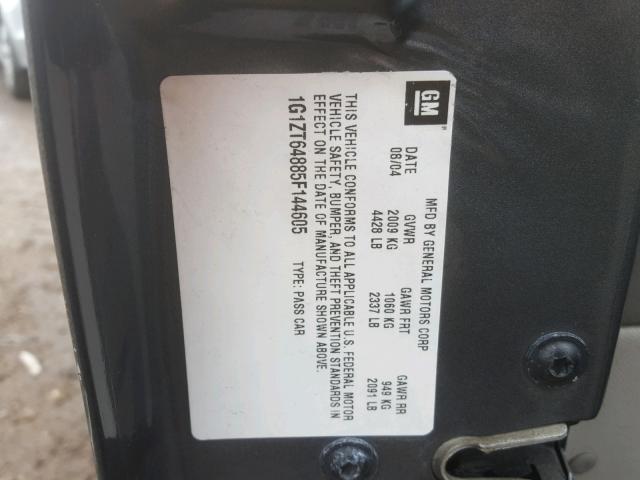 GM
MFD BY GENERAL MOTORS CORP
DATE GVWR GAWR FRT GAWR RR
08/04 2009 KG 1060 KG 949 KG
4428 LB 2337 LB 2091 LB
THIS VEHICLE CONFORMS TO ALL APPLICABLE U.S. FEDERAL MOTOR
VEHICLE SAFETY, BUMPER, AND THEFT PREVENTION STANDARDS IN
EFFECT ON THE DATE OF MANUFACTURE SHOWN ABOVE.
1G1ZT64885F144605 TYPE: PASS CAR